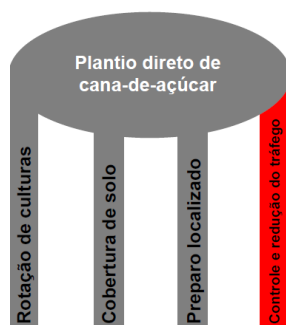 Plantio direto de
cana-de-açúcar
Rotação de culturas
Cobertura de solo
Preparo localizado
Controle e redução do tráfego